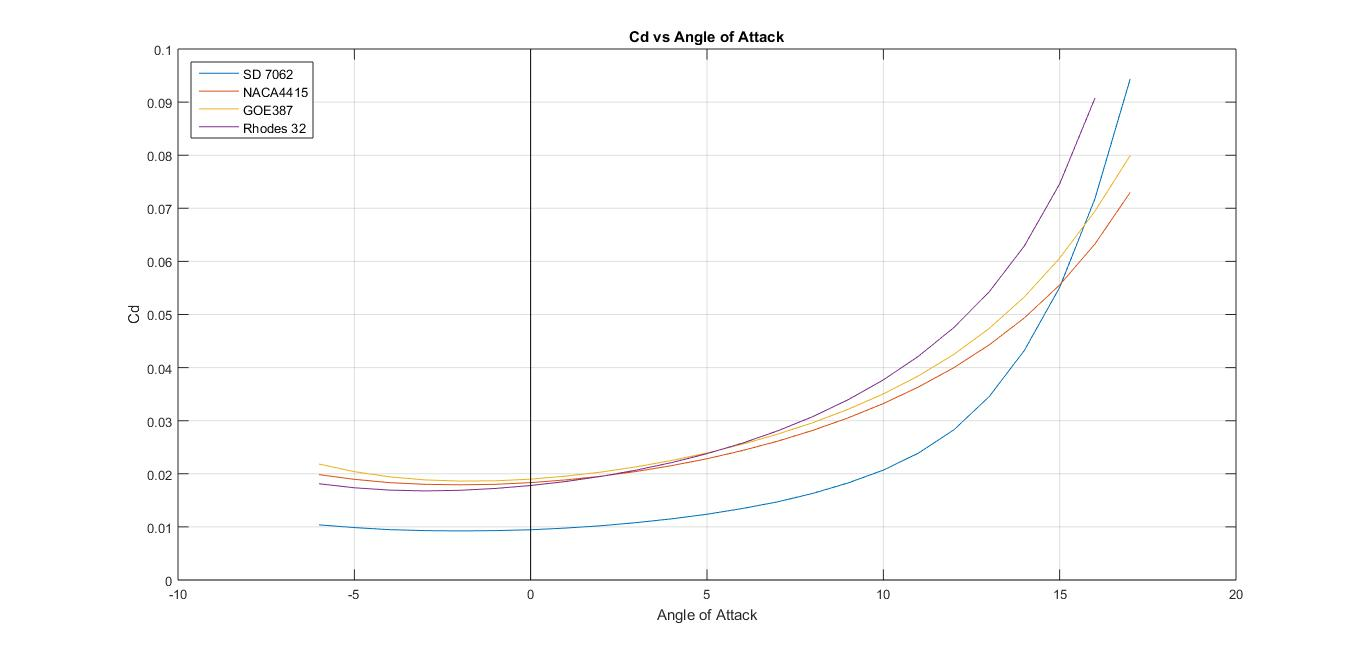 Cd vs Angle of Attack
SD 7062
NACA4415
GOE387
Rhodes 32
0.1
0.09
0.08
0.07
0.06
0.05
0.04
0.03
0.02
0.01
0
Cd
-10
-5
0
5
10
15
20
Angle of Attack